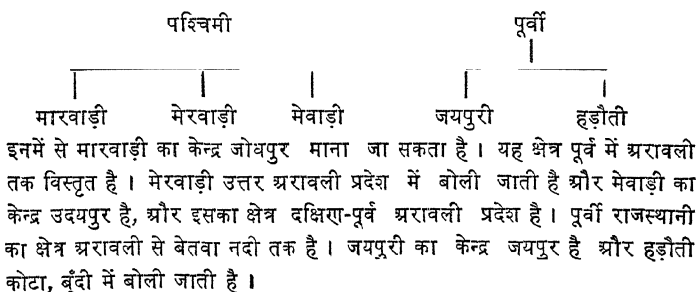 पश्चिमी पूर्वी
मारवाड़ी मेरवाड़ी मेवाड़ी जयपुरी हड़ौती
इनमें से मारवाड़ी का केन्द्र जोधपुर माना जा सकता है । यह क्षेत्र पूर्व में अरावली
तक विस्तृत है । मेरवाड़ी उत्तर अरावली प्रदेश में बोली जाती है और मेवाड़ी का
केन्द्र उदयपुर है, और इसका क्षेत्र दक्षिण-पूर्व अरावली प्रदेश है । पूर्वी राजस्थानी
का क्षेत्र अरावली से बेतवा नदी तक है । जयपुरी का केन्द्र जयपुर है और हड़ौती
कोटा, बूँदी में बोली जाती है ।